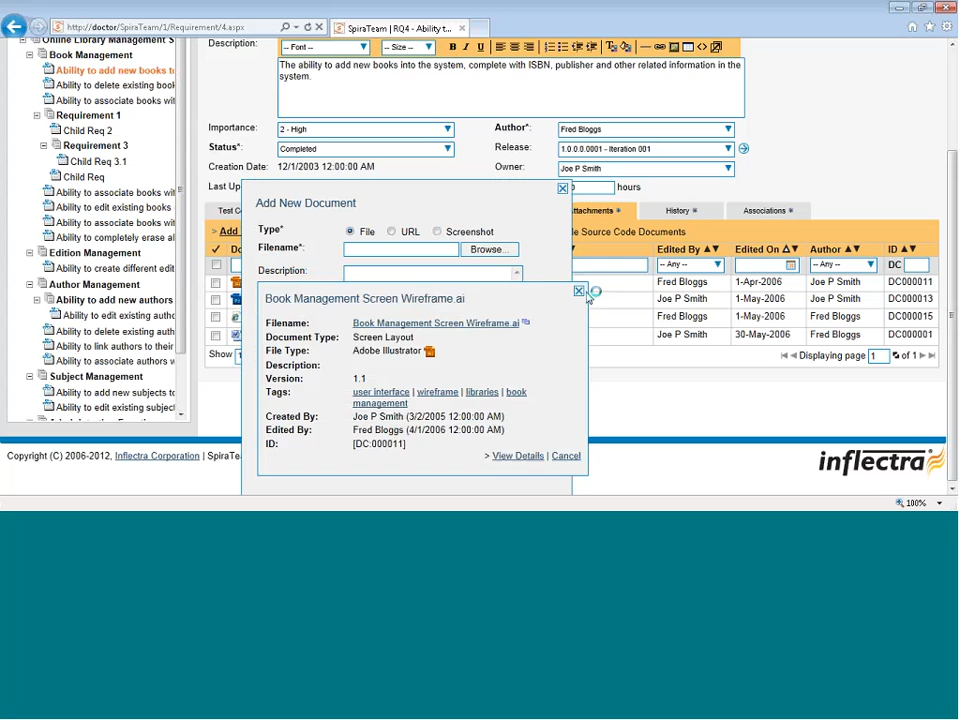 http://doctor/SpiraTeam/1/Requirement/4.aspx
SpiraTeam | RQ4 - Ability t...
Online Library Management S
Book Management
Ability to add new books to
Ability to delete existing book
Ability to associate books wit
Requirement 1
Child Req 2
Requirement 3
Child Req 3.1
Child Req
Ability to associate books wit
Ability to edit existing books
Ability to associate books wit
Ability to completely erase al
Edition Management
Ability to create different edit
Author Management
Ability to add new authors
Ability to edit existing autho
Ability to delete existing auth
Ability to link authors to their
Ability to associate authors w
Subject Management
Ability to add new subjects to
Ability to edit existing subject
Description:
-- Font --
-- Size --
B I U
The ability to add new books into the system, complete with ISBN, publisher and other related information in the
system.
Importance:
2 - High
Author*:
Fred Bloggs
Status*:
Completed
Release:
1.0.0.0.0001 - Iteration 001
Creation Date:
12/1/2003 12:00:00 AM
Owner:
Joe P Smith
Last Up
hours
Test C
ttachments
History
Associations
> Add
le Source Code Documents
Do
Edited By
Edited On
Author
ID
-- Any --
-- Any --
DC
Fred Bloggs
1-Apr-2006
Joe P Smith
DC000011
Joe P Smith
1-May-2006
Fred Bloggs
DC000013
Joe P Smith
1-May-2006
Fred Bloggs
DC000015
Joe P Smith
30-May-2006
Fred Bloggs
DC000001
Show
Displaying page
1
of 1
Add New Document
Type*
File
URL
Screenshot
Filename*:
Browse...
Description:
Book Management Screen Wireframe.ai
Filename:
Book Management Screen Wireframe.ai
Document Type:
Screen Layout
File Type:
Adobe Illustrator
Description:
Version:
1.1
Tags:
user interface | wireframe | libraries | book
management
Created By:
Joe P Smith (3/2/2005 12:00:00 AM)
Edited By:
Fred Bloggs (4/1/2006 12:00:00 AM)
ID:
[DC:000011]
> View Details | Cancel
Copyright (C) 2006-2012, Inflectra Corporation | SpiraTe
inflectra
100%